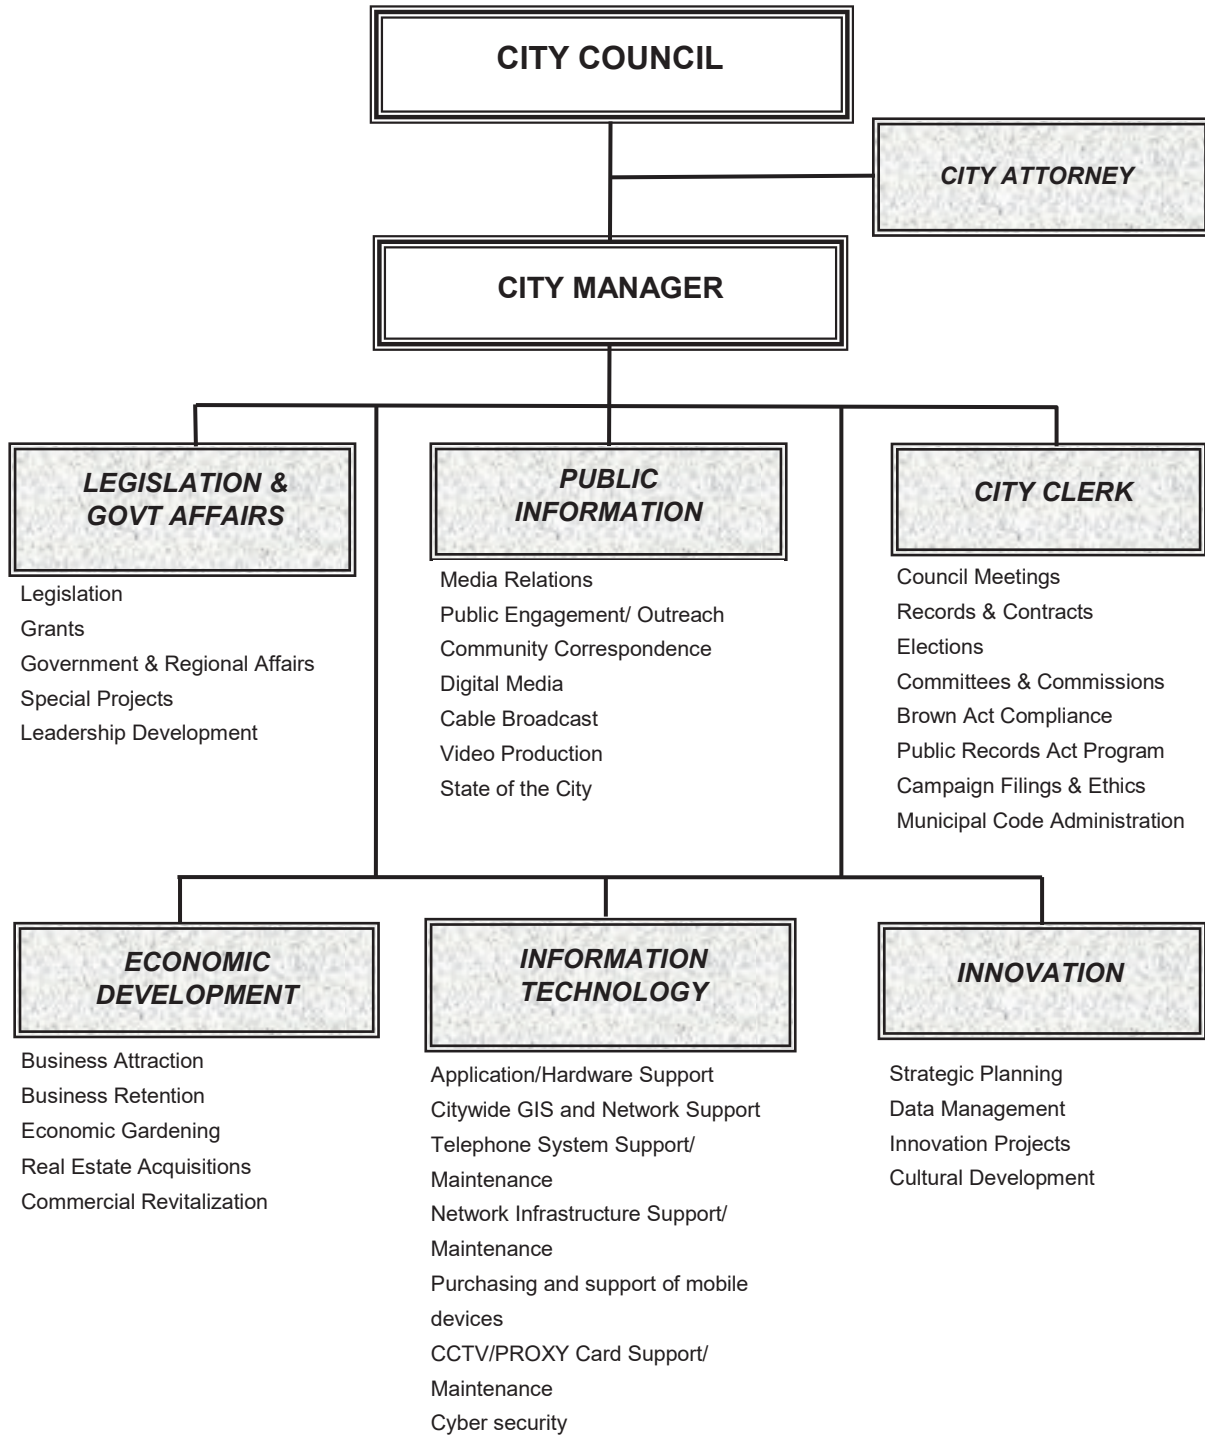 CITY COUNCIL
CITY ATTORNEY
CITY MANAGER
LEGISLATION &
GOVT AFFAIRS
Legislation
Grants
Government & Regional Affairs
Special Projects
Leadership Development
PUBLIC
INFORMATION
Media Relations
Public Engagement/ Outreach
Community Correspondence
Digital Media
Cable Broadcast
Video Production
State of the City
CITY CLERK
Council Meetings
Records & Contracts
Elections
Committees & Commissions
Brown Act Compliance
Public Records Act Program
Campaign Filings & Ethics
Municipal Code Administration
ECONOMIC
DEVELOPMENT
Business Attraction
Business Retention
Economic Gardening
Real Estate Acquisitions
Commercial Revitalization
INFORMATION
TECHNOLOGY
Application/Hardware Support
Citywide GIS and Network Support
Telephone System Support/
Maintenance
Network Infrastructure Support/
Maintenance
Purchasing and support of mobile
devices
CCTV/PROXY Card Support/
Maintenance
Cyber security
INNOVATION
Strategic Planning
Data Management
Innovation Projects
Cultural Development